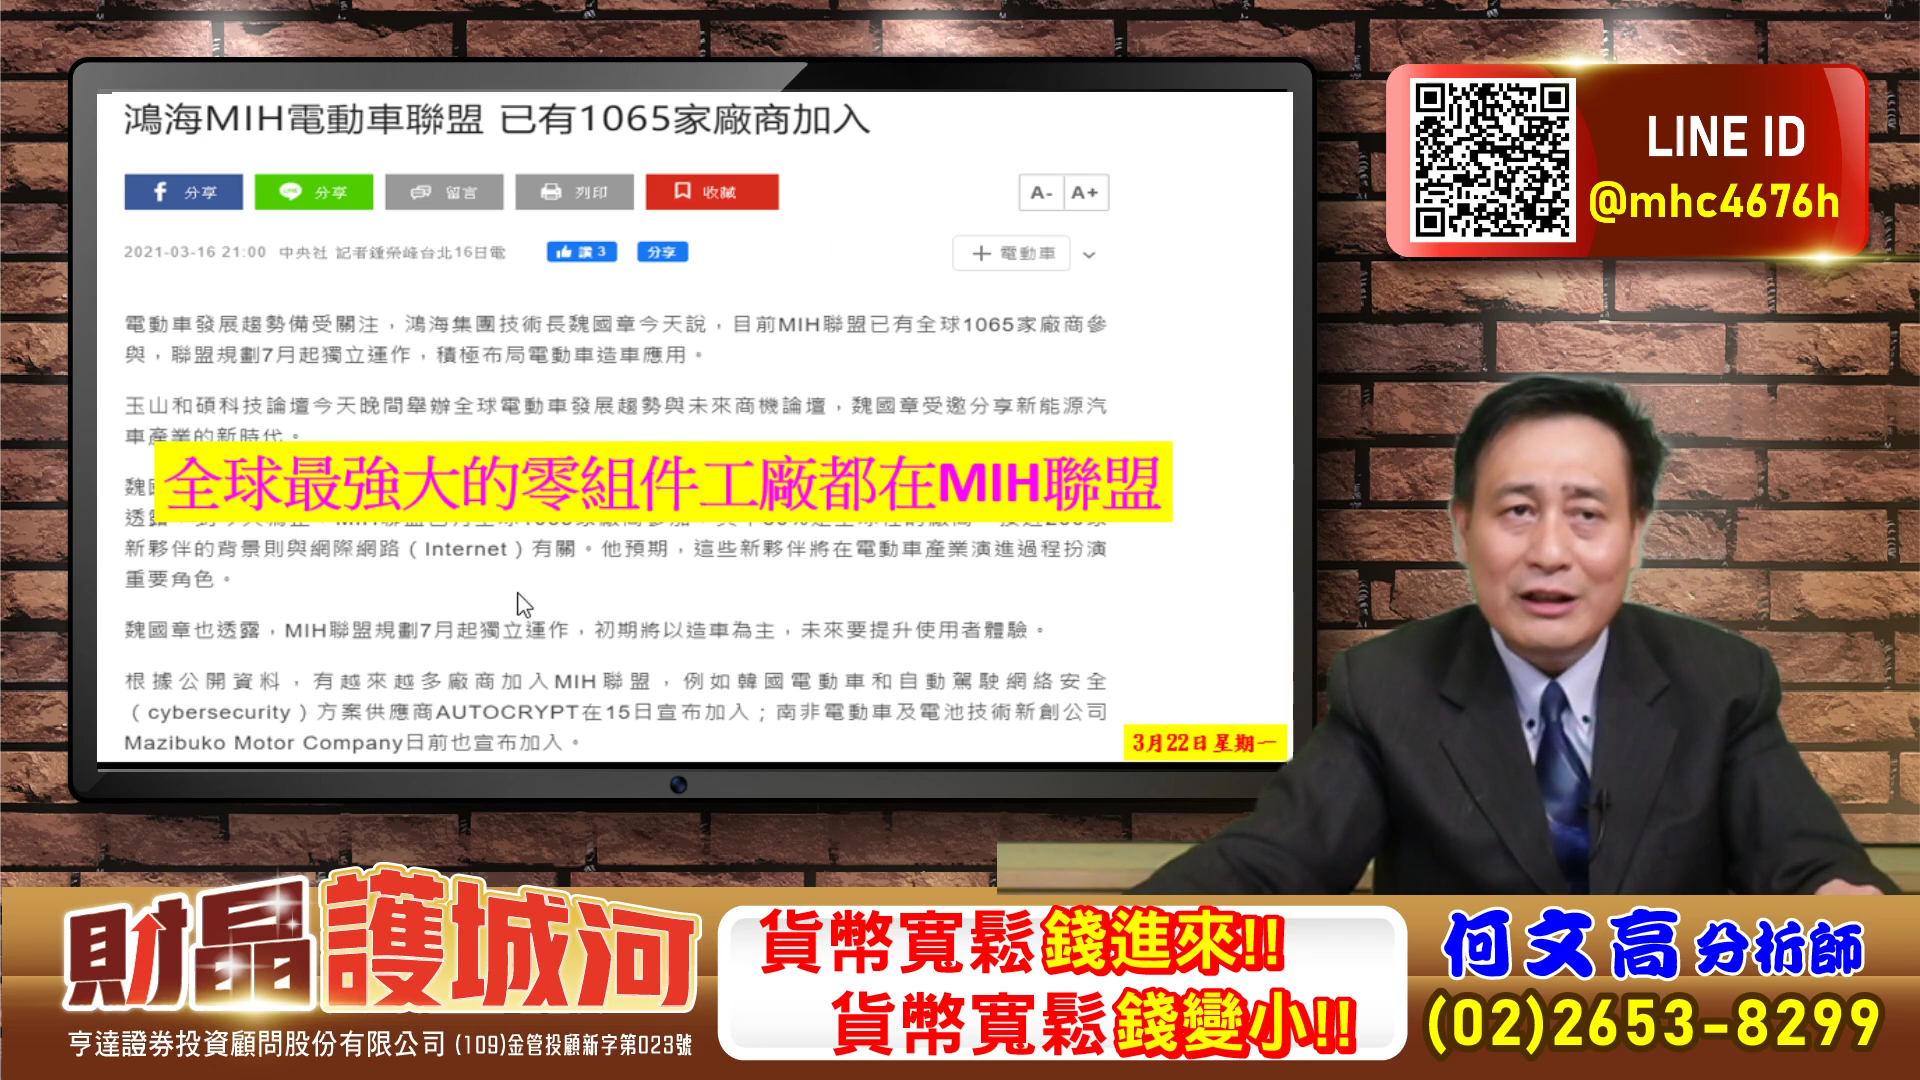 鴻海MIH電動車聯盟 已有1065家廠商加入
分享
分享
留言
列印
收藏
A- A+
2021-03-16 21:00 中央社 記者鍾榮峰台北16日電
讚 3
分享
電動車
電動車發展趨勢備受關注，鴻海集團技術長魏國章今天說，目前MIH聯盟已有全球1065家廠商參
與，聯盟規劃7月起獨立運作，積極布局電動車造車應用。
玉山和碩科技論壇今天晚間舉辦全球電動車發展趨勢與未來商機論壇，魏國章受邀分享新能源汽
車產業的新時代。
全球最強大的零組件工廠都在MIH聯盟
新夥伴的背景則與網際網路（Internet）有關。他預期，這些新夥伴將在電動車產業演進過程扮演
重要角色。
魏國章也透露，MIH聯盟規劃7月起獨立運作，初期將以造車為主，未來要提升使用者體驗。
根據公開資料，有越來越多廠商加入MIH聯盟，例如韓國電動車和自動駕駛網絡安全
（cybersecurity）方案供應商AUTOCRYPT在15日宣布加入；南非電動車及電池技術新創公司
Mazibuko Motor Company日前也宣布加入。
3月22日星期一
LINE ID
@mhc4676h
財晶護城河
亨達證券投資顧問股份有限公司 (109)金管投顧新字第023號
貨幣寬鬆錢進來!!
貨幣寬鬆錢變小!!
何文高分析師
(02)2653-8299